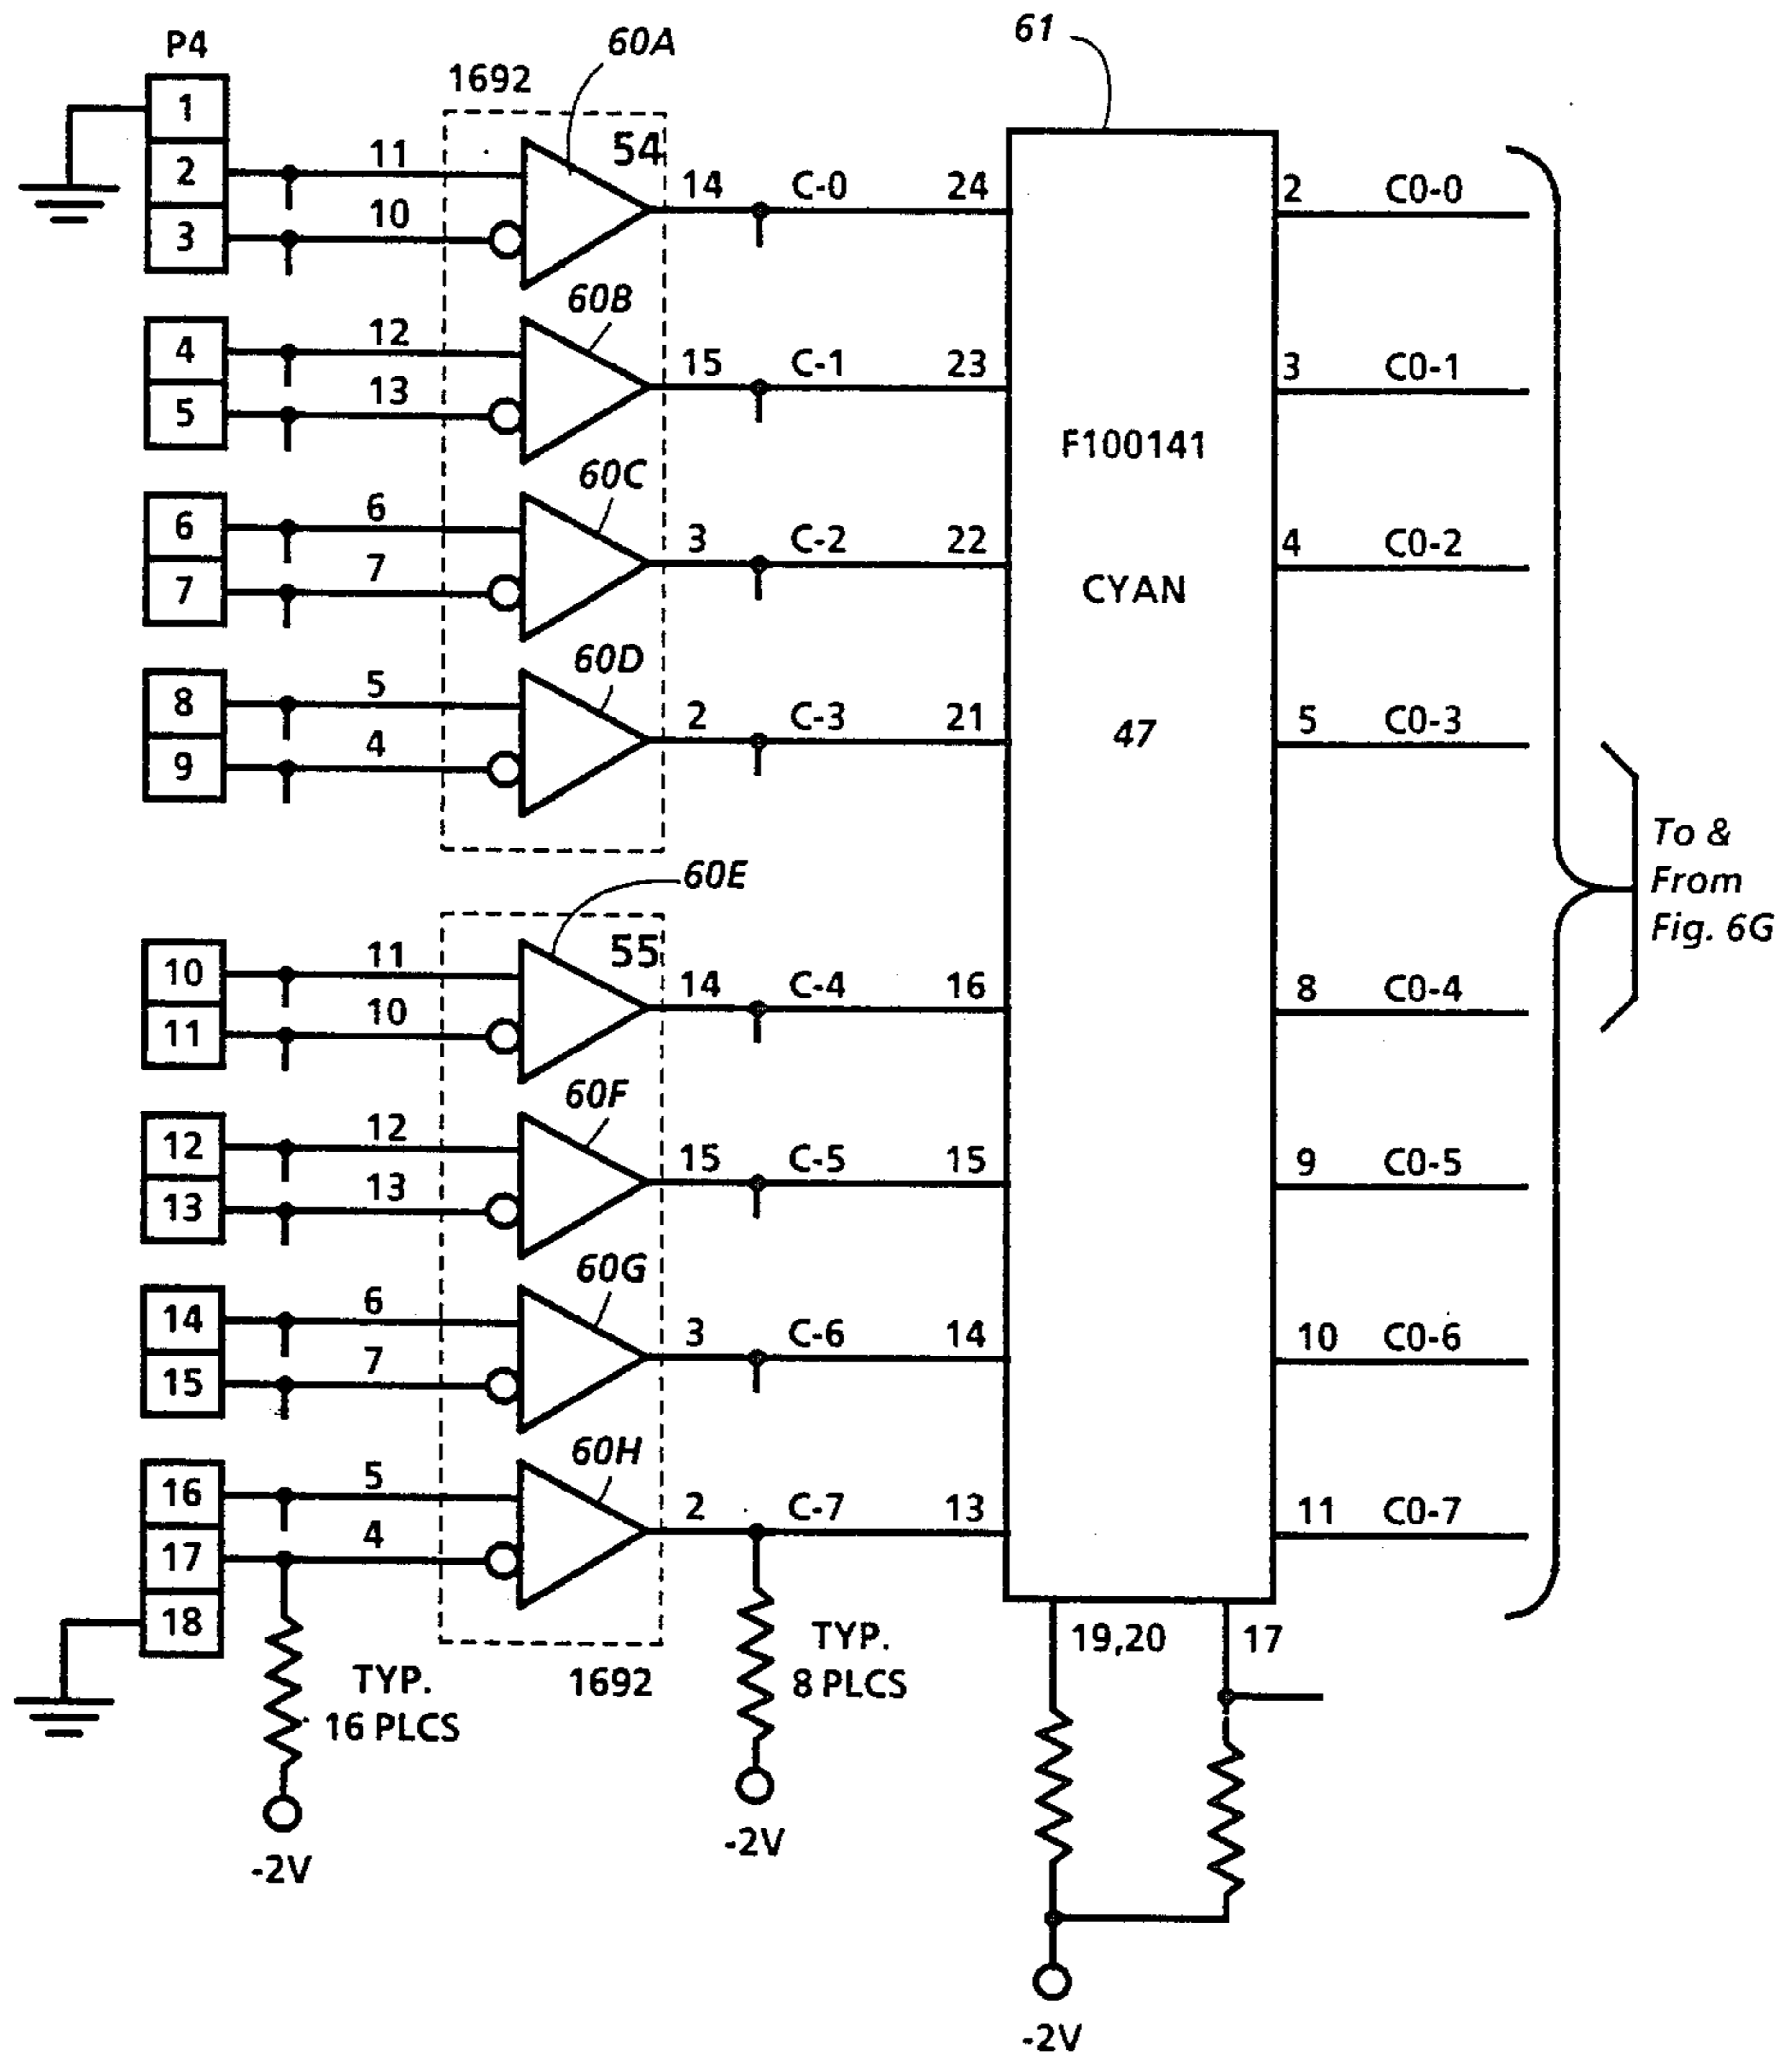 61
P4
60A
1692
1
54
2 11 14 C-0 24 2 C0-0
3 10
60B
4 12 15 C-1 23 3 C0-1
5 13
F100141
60C
6 6 3 C-2 22 4 C0-2
7 7
CYAN
60D
8 5 2 C-3 21 47 5 C0-3
9 4
To &
From
Fig. 6G
60E
55
10 11 14 C-4 16 8 C0-4
11 10
60F
12 12 15 C-5 15 9 C0-5
13 13
60G
14 6 3 C-6 14 10 C0-6
15 7
60H
16 5 2 C-7 13 11 C0-7
17 4
18
19,20 17
TYP.
8 PLCS
1692
TYP.
16 PLCS
-2V
-2V
-2V